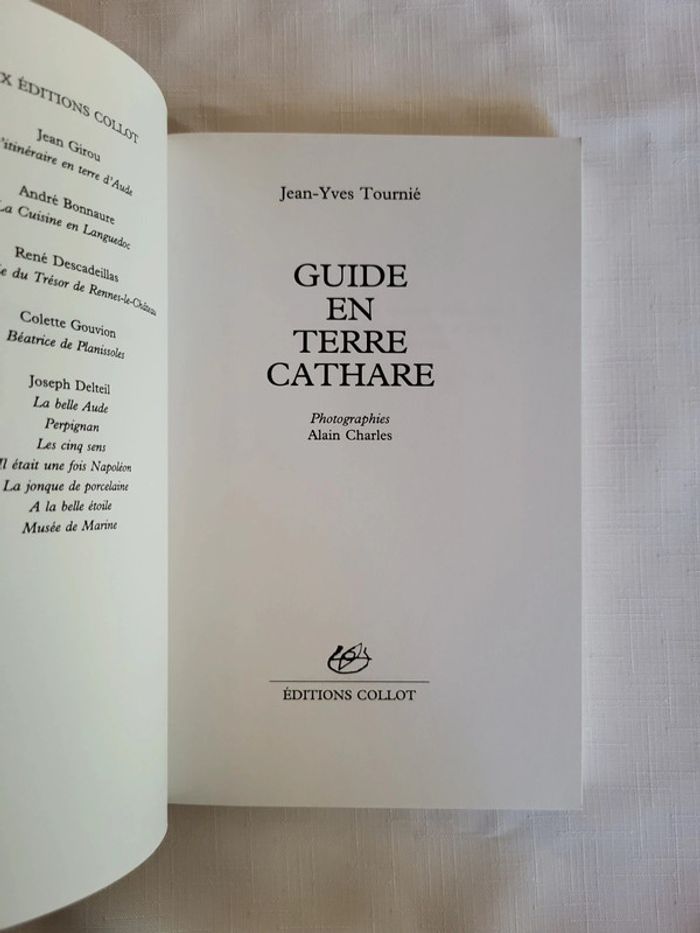 ÉDITIONS COLLOT
Jean Girou
itinéraire en terre d'Aude
André Bonnaure
La Cuisine en Languedoc
René Descadeillas
du Trésor de Rennes-le-Château
Colette Gouvion
Béatrice de Planissoles
Joseph Delteil
La belle Aude
Perpignan
Les cinq sens
Il était une fois Napoléon
La jonque de porcelaine
A la belle étoile
Musée de Marine
Jean-Yves Tournié
GUIDE
EN
TERRE
CATHARE
Photographies
Alain Charles
ÉDITIONS COLLOT